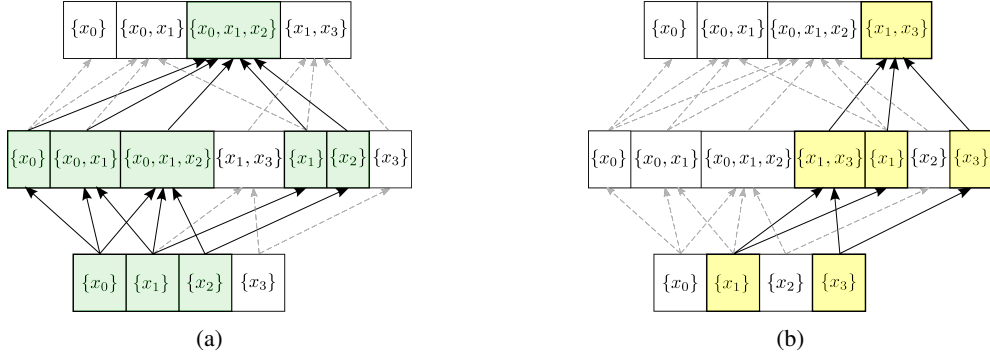 {x₀} {x₀, x₁} {x₀, x₁, x₂} {x₁, x₃}
{x₀} {x₀, x₁} {x₀, x₁, x₂} {x₁, x₃} {x₁} {x₂} {x₃}
{x₀} {x₁} {x₂} {x₃}
(a)
{x₀} {x₀, x₁} {x₀, x₁, x₂} {x₁, x₃}
{x₀} {x₀, x₁} {x₀, x₁, x₂} {x₁, x₃} {x₁} {x₂} {x₃}
{x₀} {x₁} {x₂} {x₃}
(b)